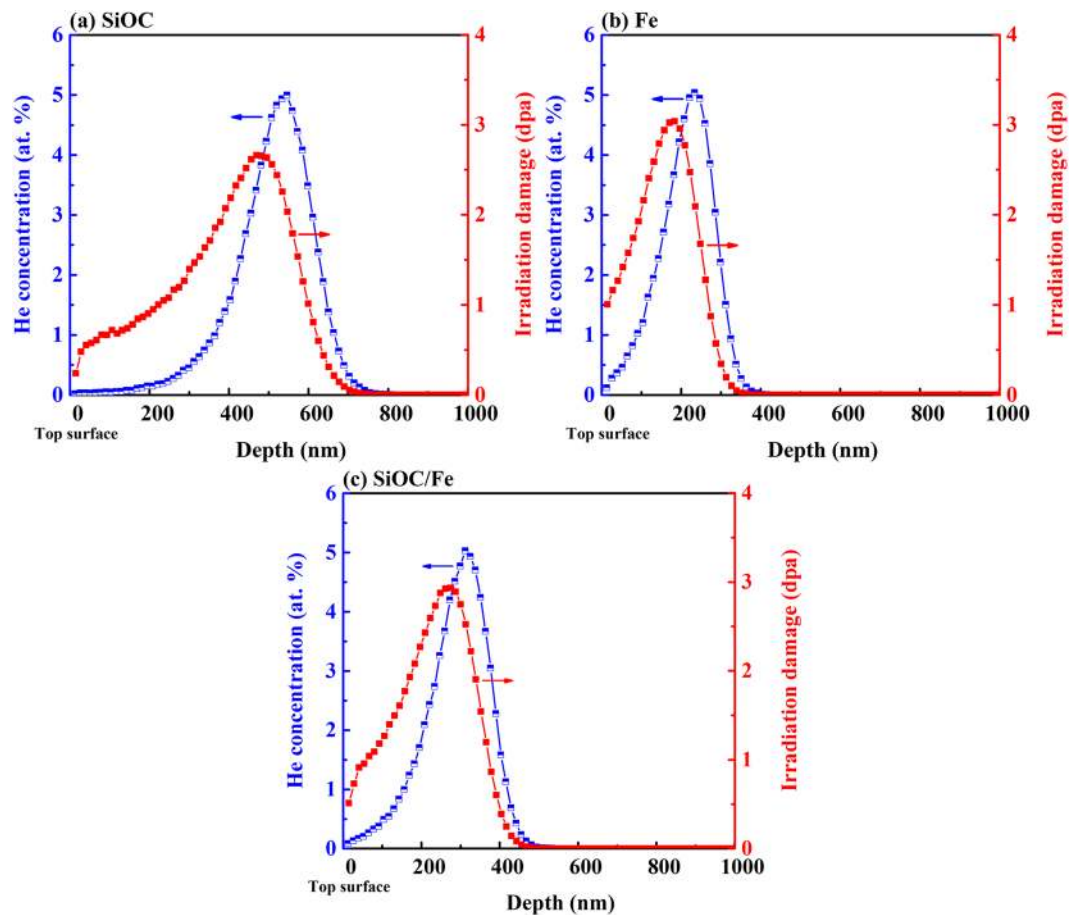 (a) SiOC
6
5
4
3
2
1
0
He concentration (at. %)
4
3
2
1
0
Irradiation damage (dpa)
0 200 400 600 800 1000
Top surface
Depth (nm)
(b) Fe
6
5
4
3
2
1
0
He concentration (at. %)
4
3
2
1
0
Irradiation damage (dpa)
0 200 400 600 800 1000
Top surface
Depth (nm)
(c) SiOC/Fe
6
5
4
3
2
1
0
He concentration (at. %)
4
3
2
1
0
Irradiation damage (dpa)
0 200 400 600 800 1000
Top surface
Depth (nm)